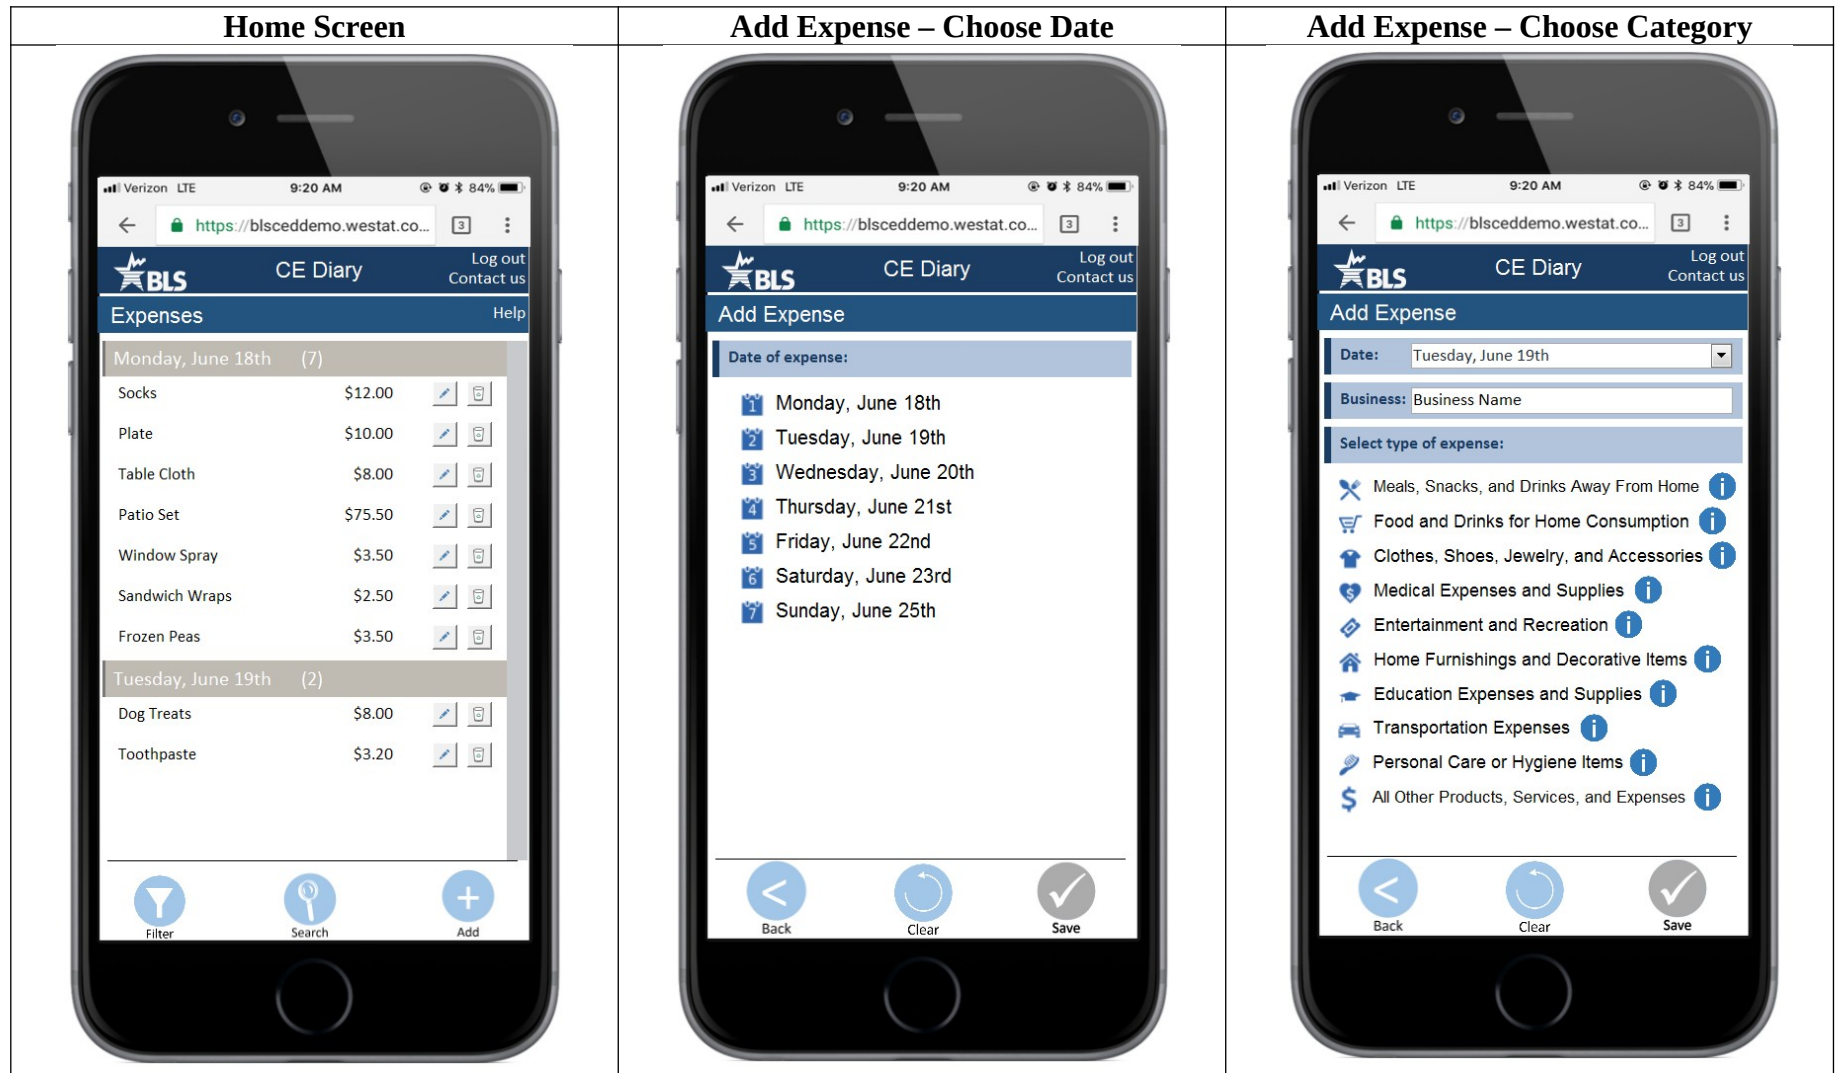 Home Screen
Verizon LTE 9:20 AM 84%
https://blsceddemo.westat.co... 3
BLS CE Diary Log out
Contact us
Expenses Help
Monday, June 18th (7)
Socks $12.00
Plate $10.00
Table Cloth $8.00
Patio Set $75.50
Window Spray $3.50
Sandwich Wraps $2.50
Frozen Peas $3.50
Tuesday, June 19th (2)
Dog Treats $8.00
Toothpaste $3.20
Filter Search Add
Add Expense – Choose Date
Verizon LTE 9:20 AM 84%
https://blsceddemo.westat.co... 3
BLS CE Diary Log out
Contact us
Add Expense
Date of expense:
1 Monday, June 18th
2 Tuesday, June 19th
3 Wednesday, June 20th
4 Thursday, June 21st
5 Friday, June 22nd
6 Saturday, June 23rd
7 Sunday, June 25th
Back Clear Save
Add Expense – Choose Category
Verizon LTE 9:20 AM 84%
https://blsceddemo.westat.co... 3
BLS CE Diary Log out
Contact us
Add Expense
Date: Tuesday, June 19th
Business: Business Name
Select type of expense:
Meals, Snacks, and Drinks Away From Home i
Food and Drinks for Home Consumption i
Clothes, Shoes, Jewelry, and Accessories i
$ Medical Expenses and Supplies i
Entertainment and Recreation i
Home Furnishings and Decorative Items i
Education Expenses and Supplies i
Transportation Expenses i
Personal Care or Hygiene Items i
$ All Other Products, Services, and Expenses i
Back Clear Save